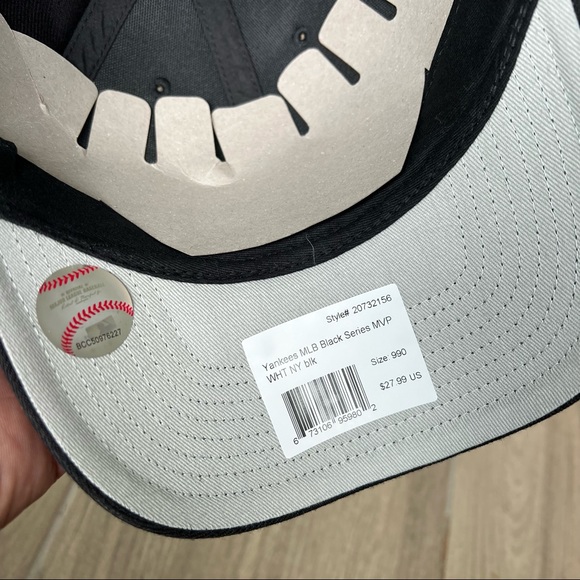 Style# 20732156
Yankees MLB Black Series MVP
WHT NY blk
Size: 990
$27.99 US
6 73106 95980 2
BCC50976227